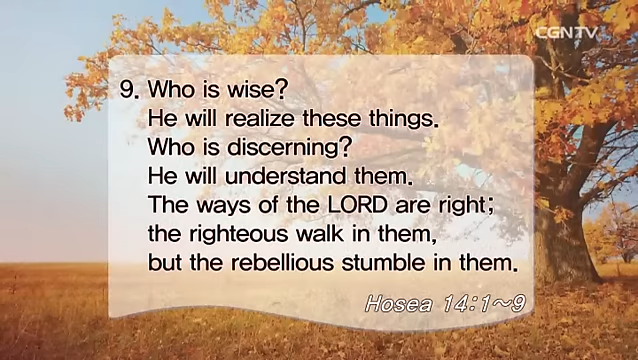 CGNTV
9. Who is wise?
He will realize these things.
Who is discerning?
He will understand them.
The ways of the LORD are right;
the righteous walk in them,
but the rebellious stumble in them.
Hosea 14:1~9